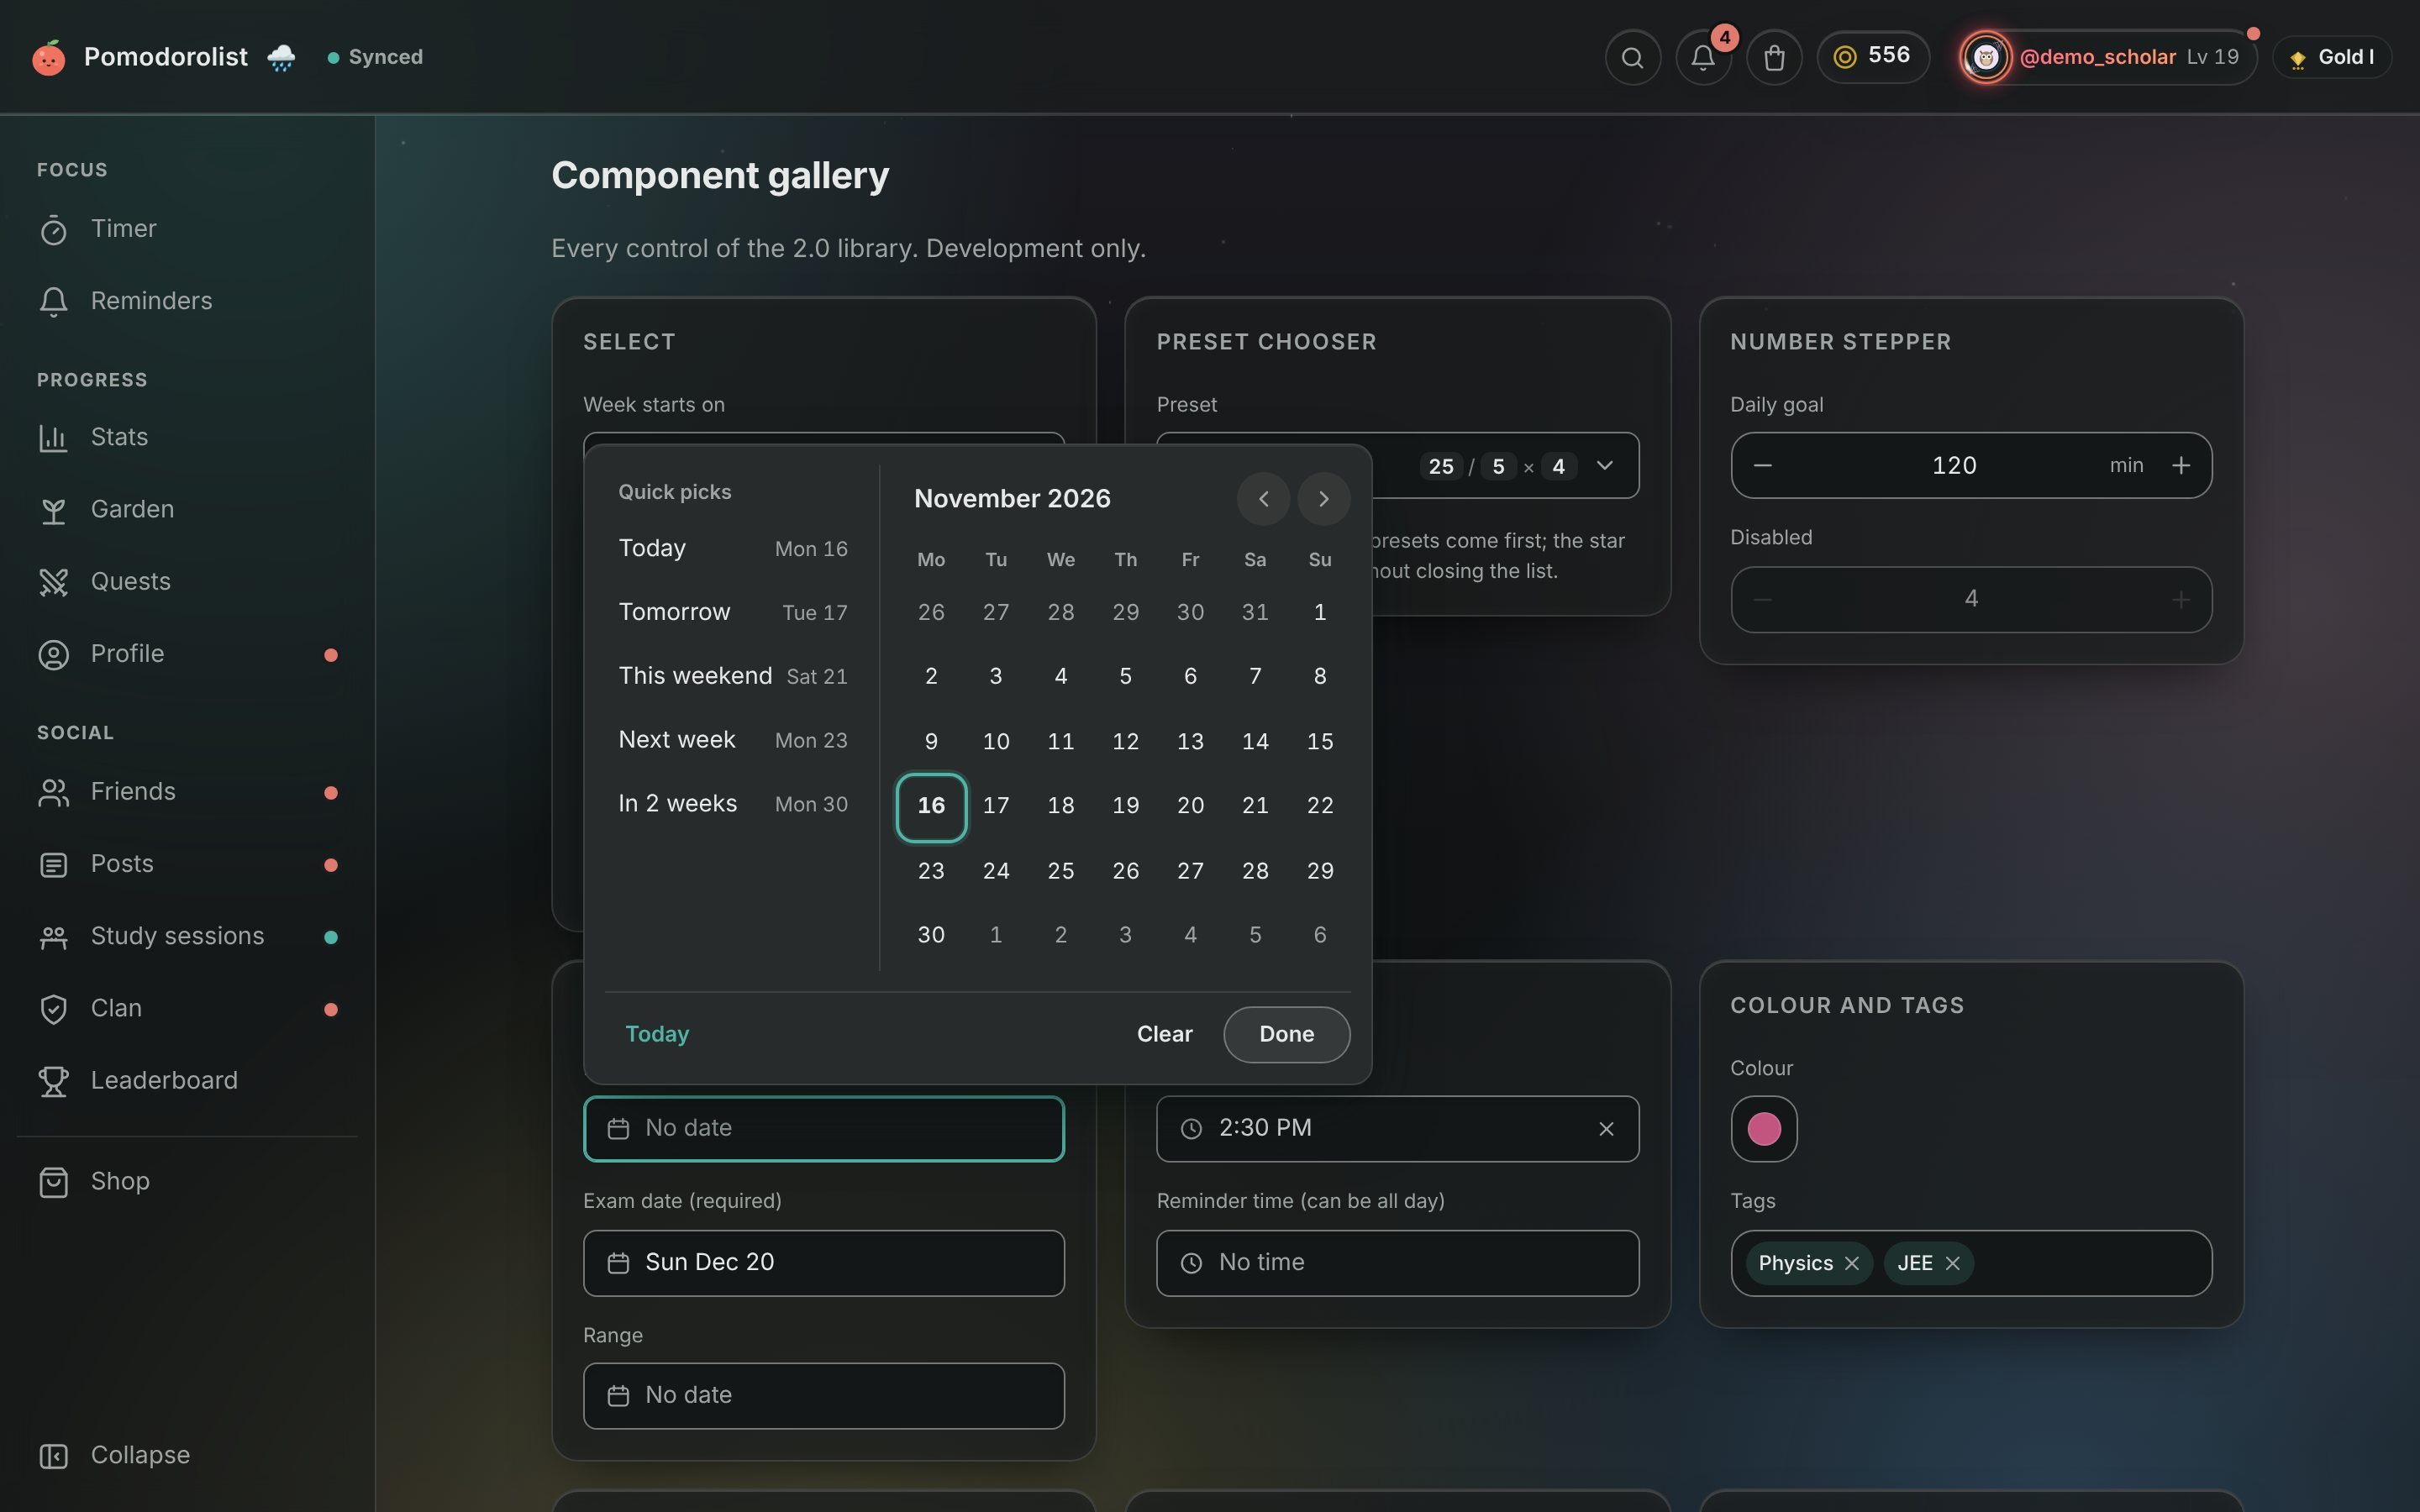 Pomodorolist
Synced
4
556
@demo_scholar Lv 19
Gold I
FOCUS
Timer
Reminders
PROGRESS
Stats
Garden
Quests
Profile
SOCIAL
Friends
Posts
Study sessions
Clan
Leaderboard
Shop
Collapse
Component gallery
Every control of the 2.0 library. Development only.
SELECT
Week starts on
PRESET CHOOSER
Preset
25 / 5 × 4
presets come first; the star
out closing the list.
NUMBER STEPPER
Daily goal
− 120 min +
Disabled
− 4 +
Quick picks
Today Mon 16
Tomorrow Tue 17
This weekend Sat 21
Next week Mon 23
In 2 weeks Mon 30
November 2026
Mo Tu We Th Fr Sa Su
26 27 28 29 30 31 1
2 3 4 5 6 7 8
9 10 11 12 13 14 15
16 17 18 19 20 21 22
23 24 25 26 27 28 29
30 1 2 3 4 5 6
Today
Clear
Done
No date
Exam date (required)
Sun Dec 20
Range
No date
2:30 PM
Reminder time (can be all day)
No time
COLOUR AND TAGS
Colour
Tags
Physics
JEE